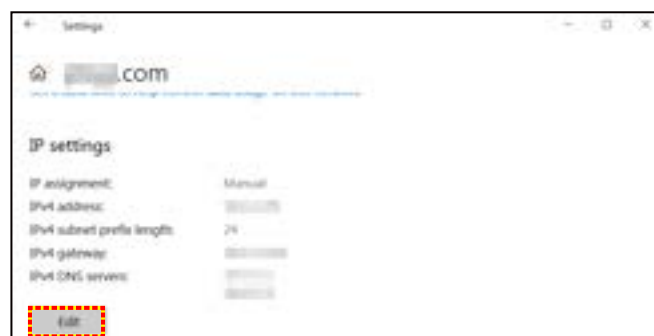 Settings
.com
IP settings
IP assignment: Manual
IPv4 address:
IPv4 subnet prefix length: 24
IPv4 gateway:
IPv4 DNS servers:
Edit